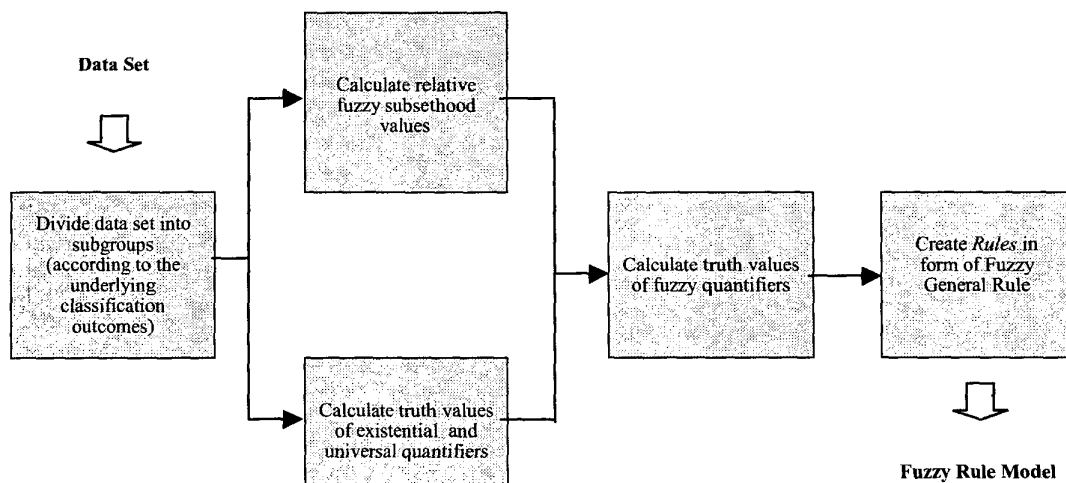 Data Set
Divide data set into
subgroups
(according to the
underlying
classification
outcomes)
Calculate relative
fuzzy subsethood
values
Calculate truth values
of existential and
universal quantifiers
Calculate truth values
of fuzzy quantifiers
Create Rules in
form of Fuzzy
General Rule
Fuzzy Rule Model